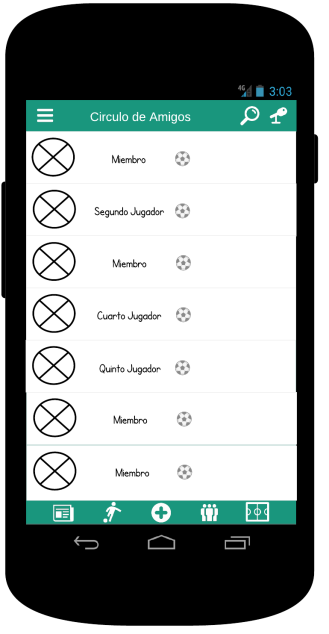 4G 3:03
Circulo de Amigos
Miembro
Segundo Jugador
Miembro
Cuarto Jugador
Quinto Jugador
Miembro
Miembro